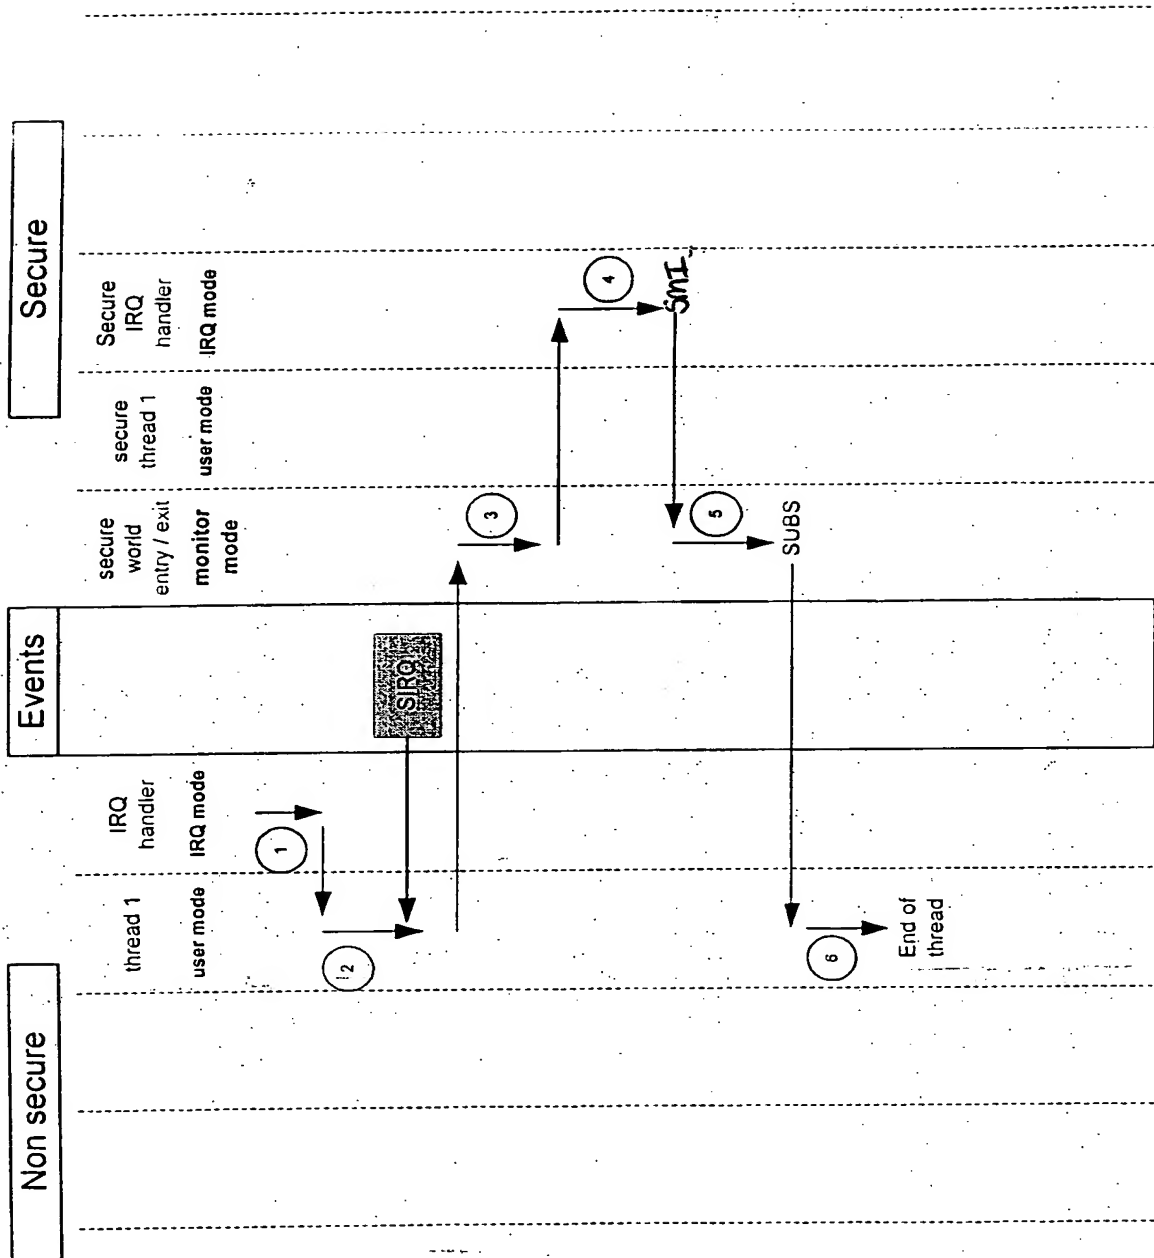 Non secure
Events
Secure
thread 1
user mode
IRQ
handler
IRQ mode
secure
world
entry / exit
monitor
mode
secure
thread 1
user mode
Secure
IRQ
handler
IRQ mode
1
2
SIRQ
3
4
SMI
5
SUBS
6
End of
thread